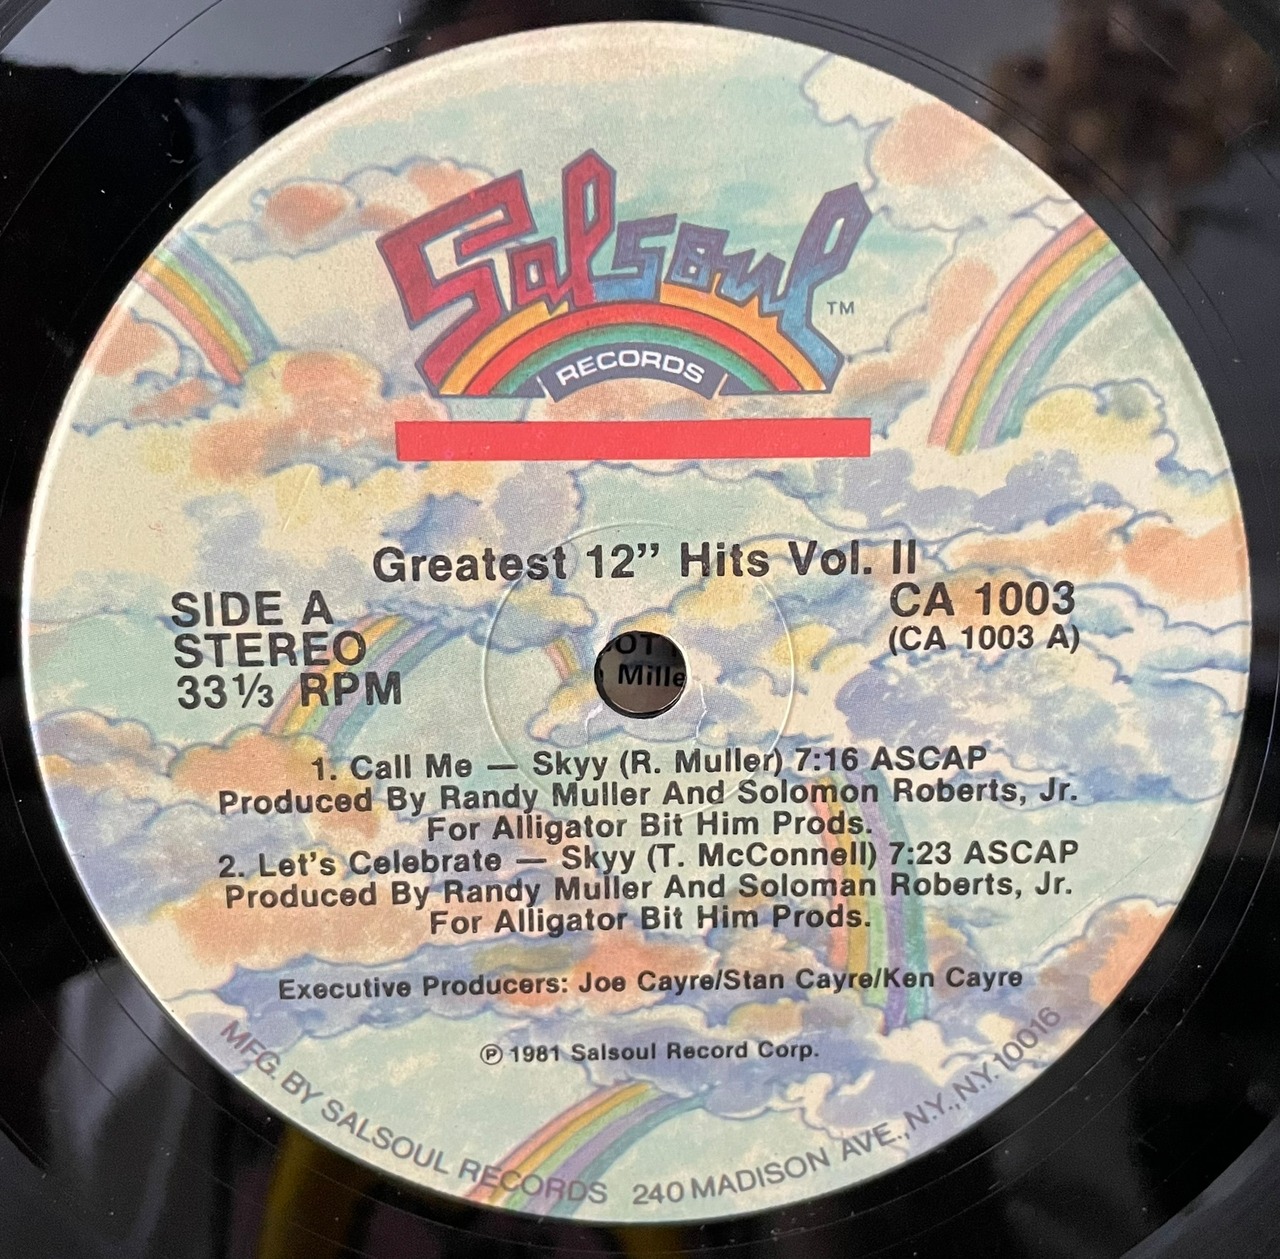 Salsoul TM
RECORDS
Greatest 12” Hits Vol. II
SIDE A
STEREO
33⅓ RPM
CA 1003
(CA 1003 A)
OT
Mille
1. Call Me — Skyy (R. Muller) 7:16 ASCAP
Produced By Randy Muller And Solomon Roberts, Jr.
For Alligator Bit Him Prods.
2. Let's Celebrate — Skyy (T. McConnell) 7:23 ASCAP
Produced By Randy Muller And Soloman Roberts, Jr.
For Alligator Bit Him Prods.
Executive Producers: Joe Cayre/Stan Cayre/Ken Cayre
℗ 1981 Salsoul Record Corp.
MFG. BY SALSOUL RECORDS 240 MADISON AVE., N.Y., N.Y. 10016